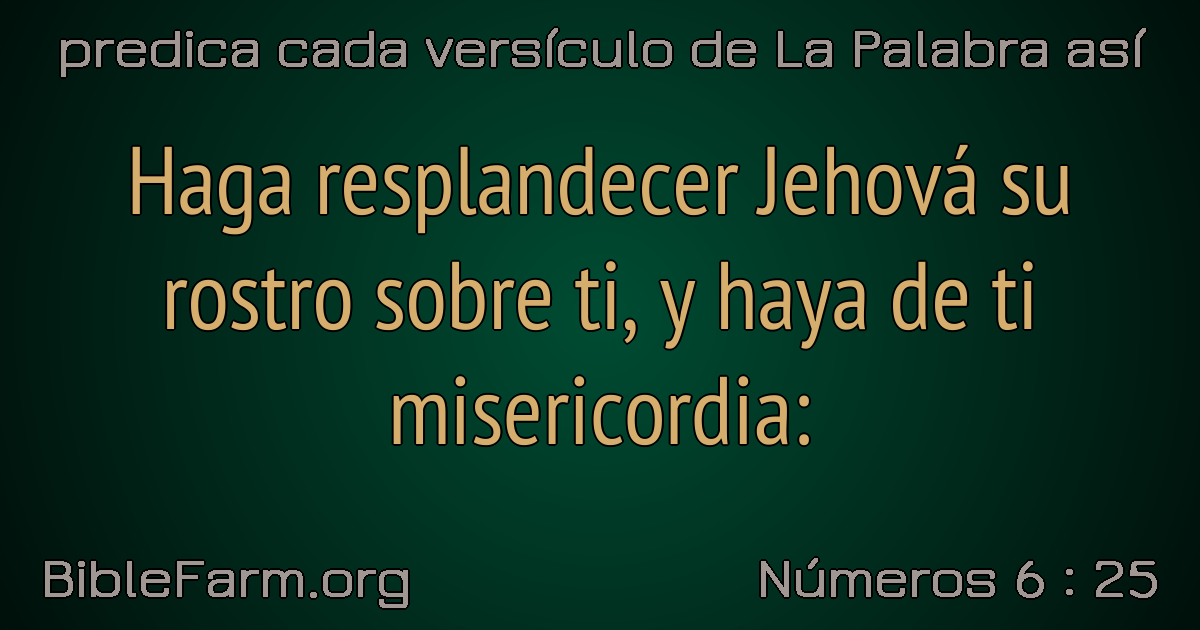 predica cada versículo de La Palabra así
Haga resplandecer Jehová su
rostro sobre ti, y haya de ti
misericordia:
BibleFarm.org
Números 6 : 25